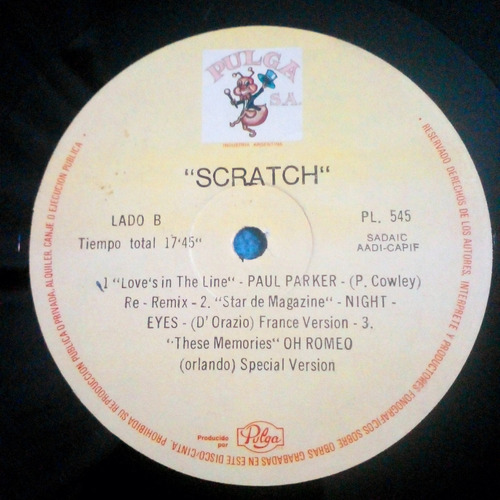 PULGA
S.A.
INDUSTRIA ARGENTINA
"SCRATCH"
LADO B
PL. 545
Tiempo total 17'45"
SADAIC
AADI-CAPIF
1 "Love's in The Line" - PAUL PARKER - (P. Cowley)
Re - Remix - 2. "Star de Magazine" - NIGHT -
EYES - (D' Orazio) France Version - 3.
"These Memories" OH ROMEO
(orlando) Special Version
Producido
por
Pulga
RESERVADO DERECHOS DE LOS AUTORES, INTERPRETE Y PRODUCTORES FONOGRAFICOS SOBRE OBRAS GRABADAS EN ESTE DISCO/CINTA. PROHIBIDA SU REPRODUCCION PUBLICA O PRIVADA, ALQUILER, CANJE O EJECUCION PUBLICA